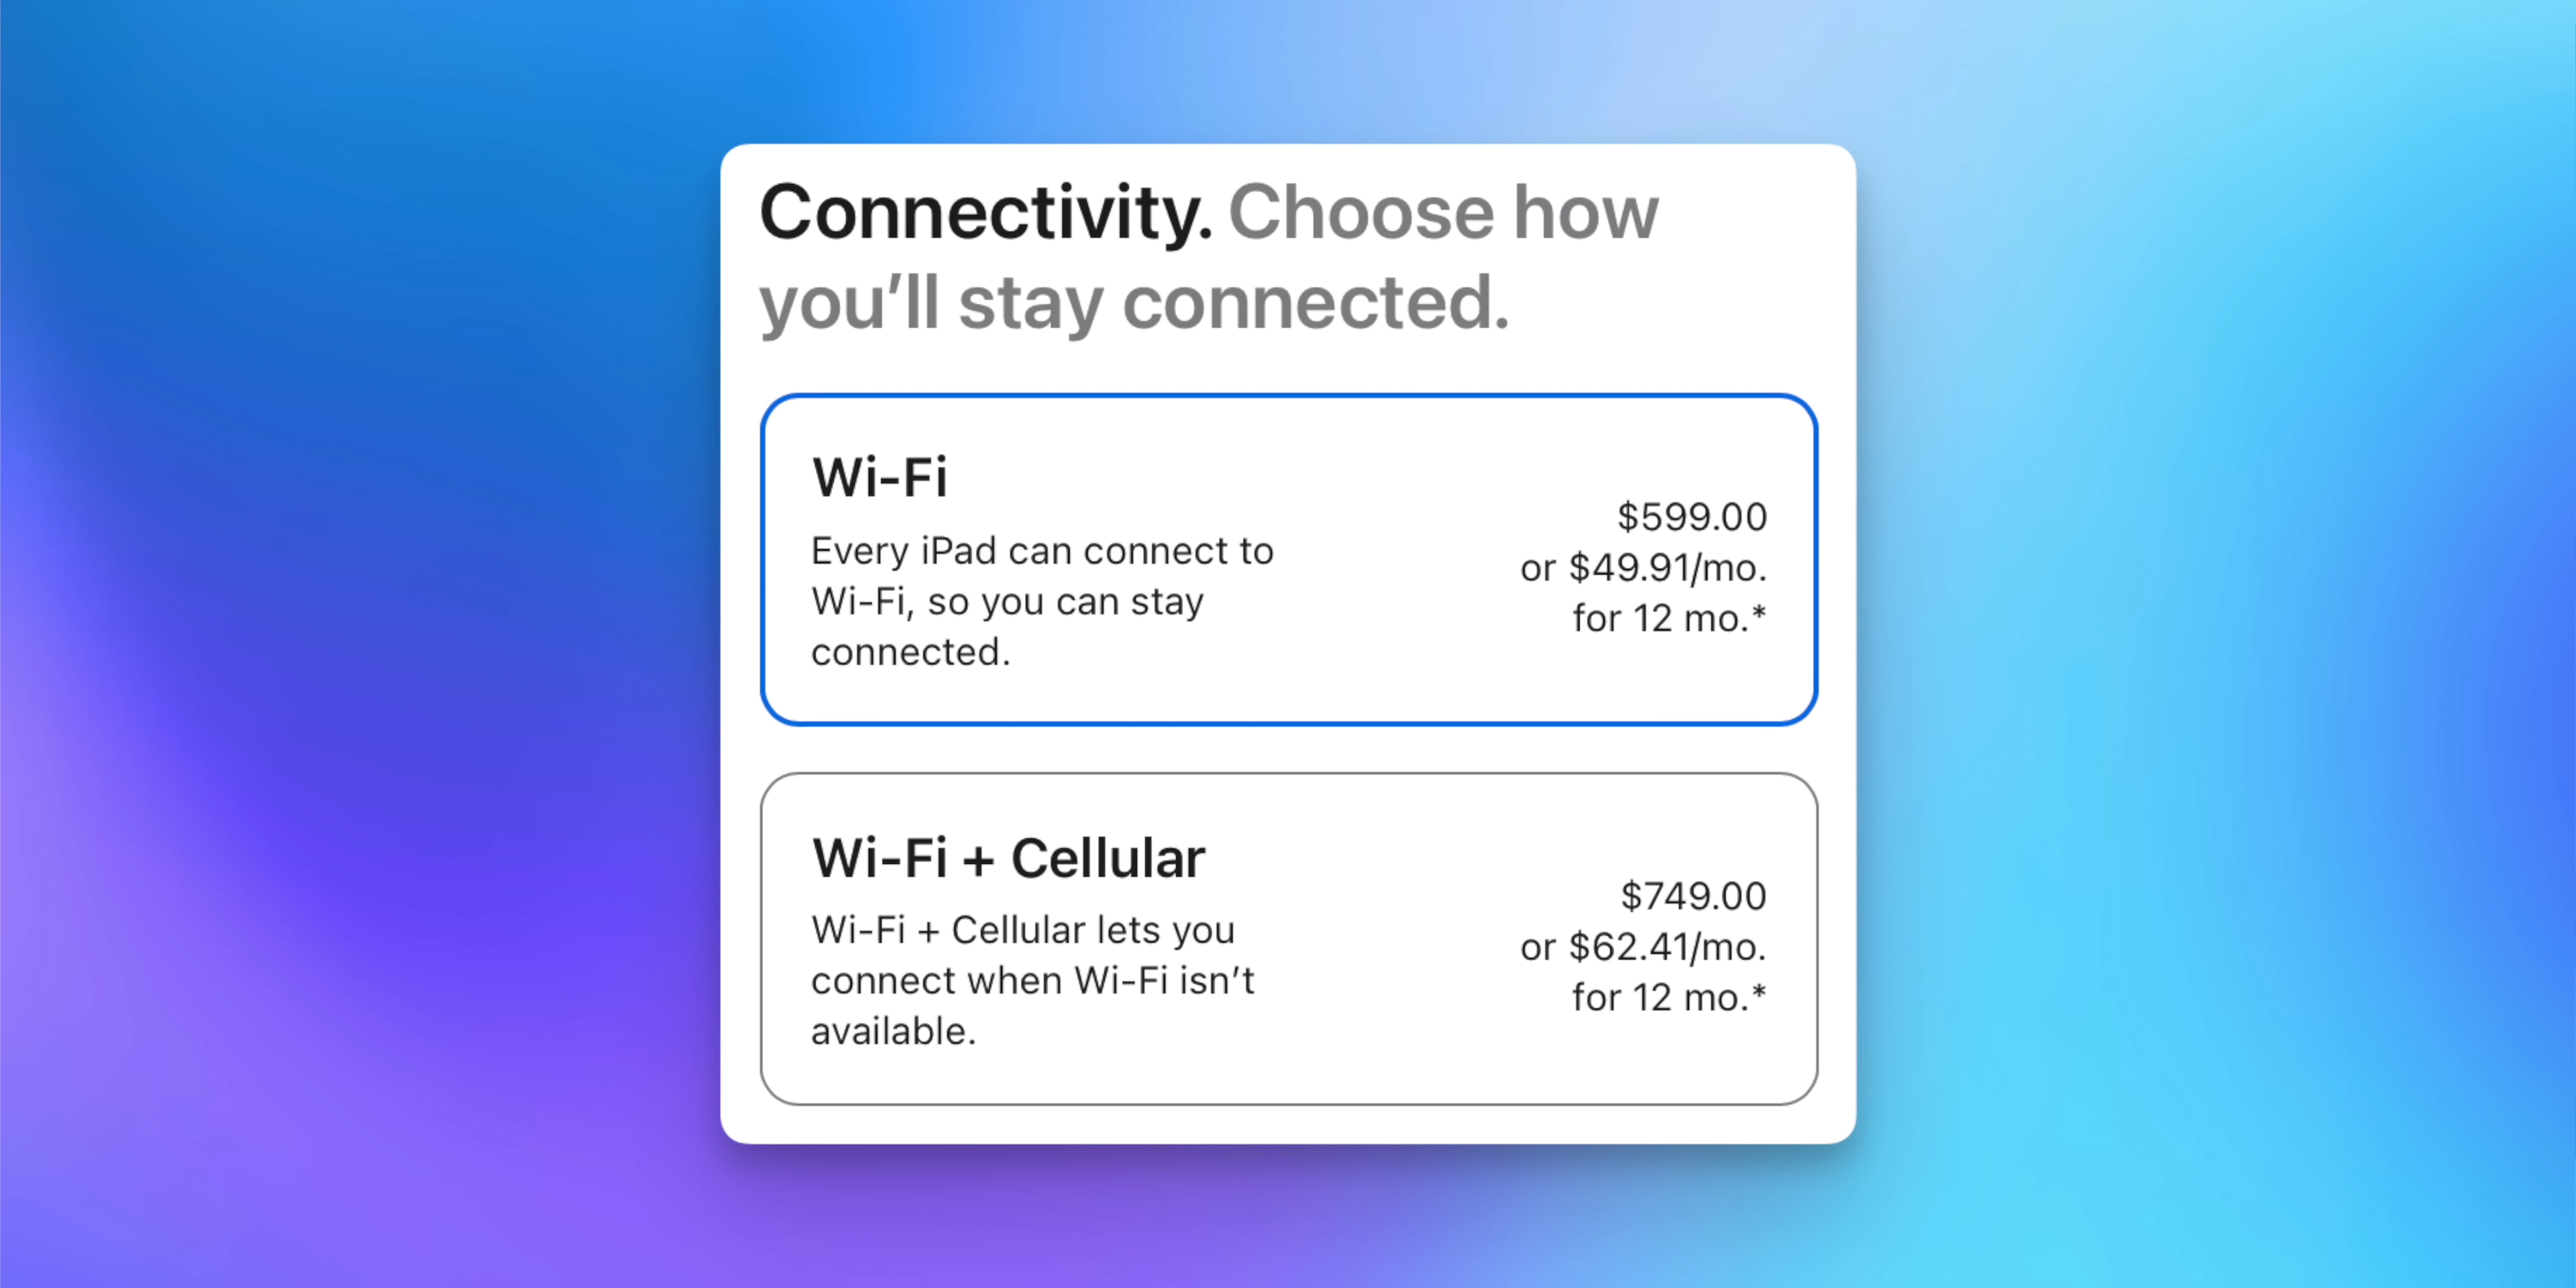 Connectivity. Choose how
you’ll stay connected.
Wi-Fi
Every iPad can connect to
Wi-Fi, so you can stay
connected.
$599.00
or $49.91/mo.
for 12 mo.*
Wi-Fi + Cellular
Wi-Fi + Cellular lets you
connect when Wi-Fi isn’t
available.
$749.00
or $62.41/mo.
for 12 mo.*